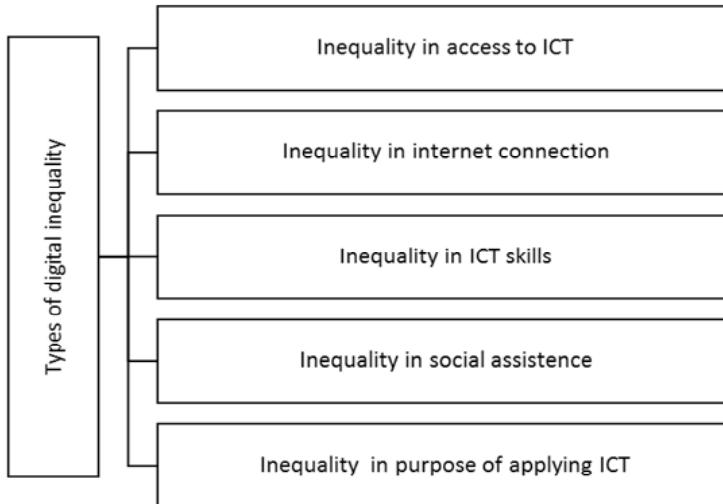 Types of digital inequality
Inequality in access to ICT
Inequality in internet connection
Inequality in ICT skills
Inequality in social assistence
Inequality in purpose of applying ICT